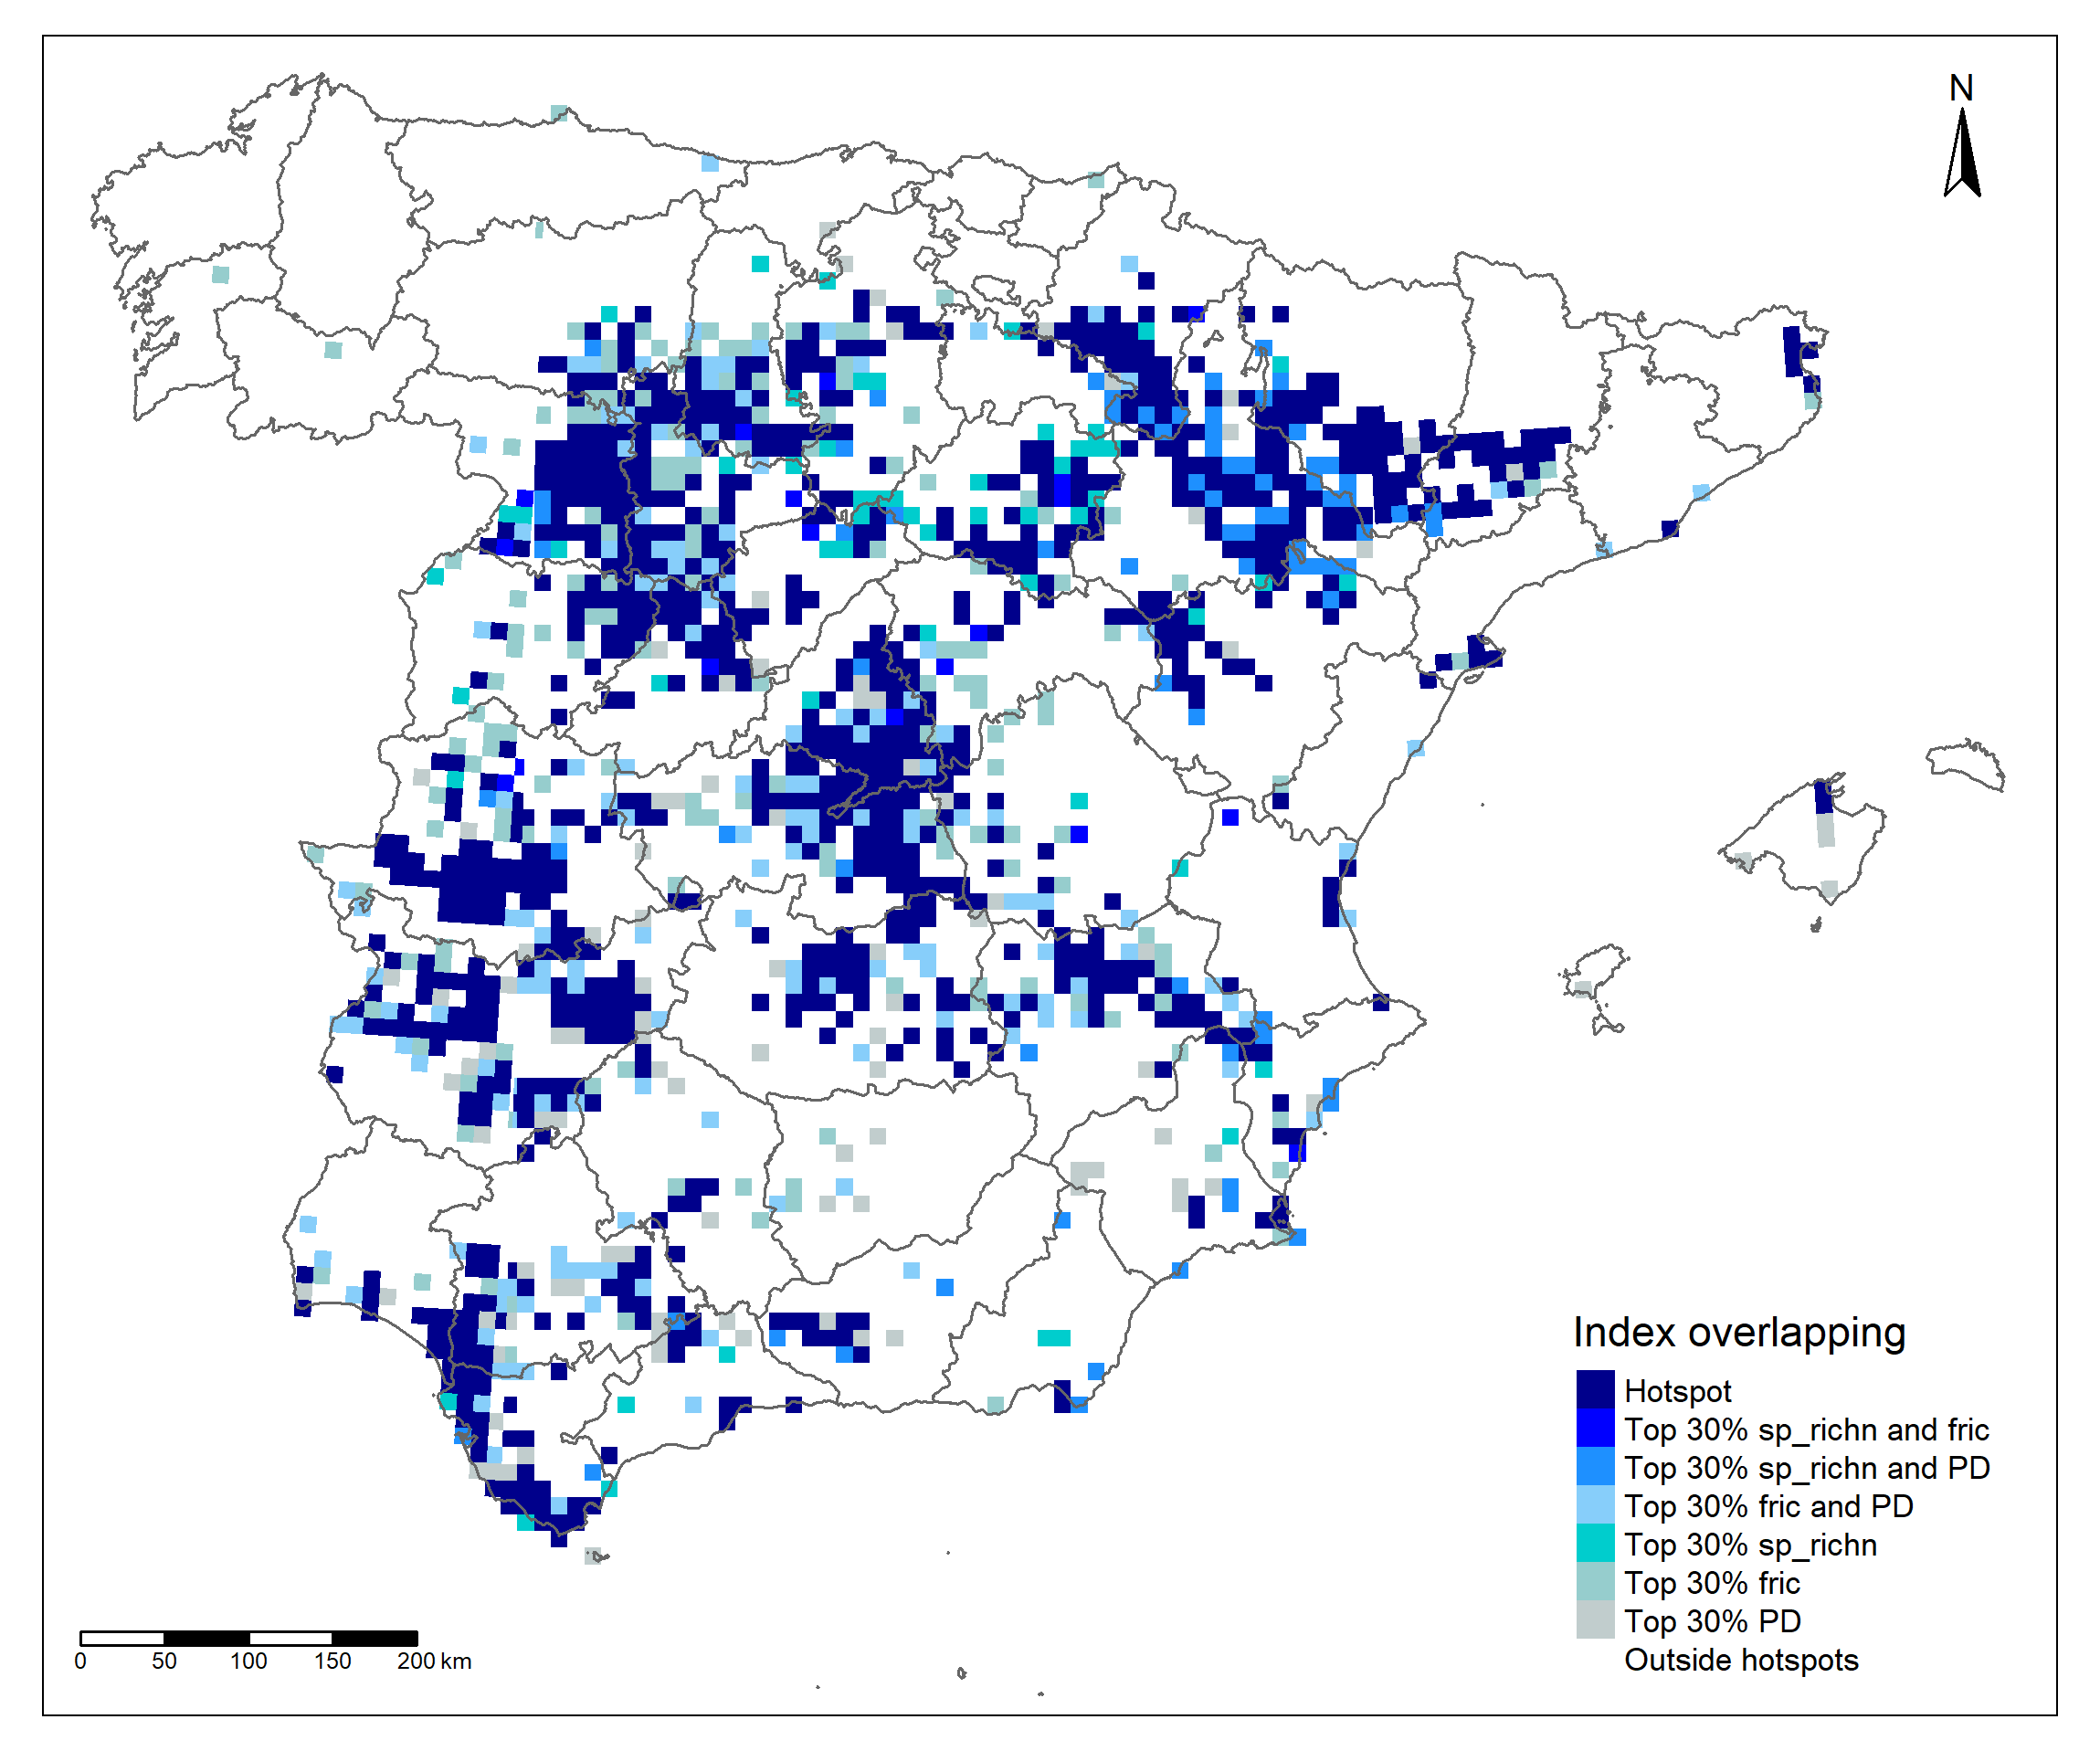 N
Index overlapping
Hotspot
Top 30% sp_richn and fric
Top 30% sp_richn and PD
Top 30% fric and PD
Top 30% sp_richn
Top 30% fric
Top 30% PD
Outside hotspots
0 50 100 150 200 km